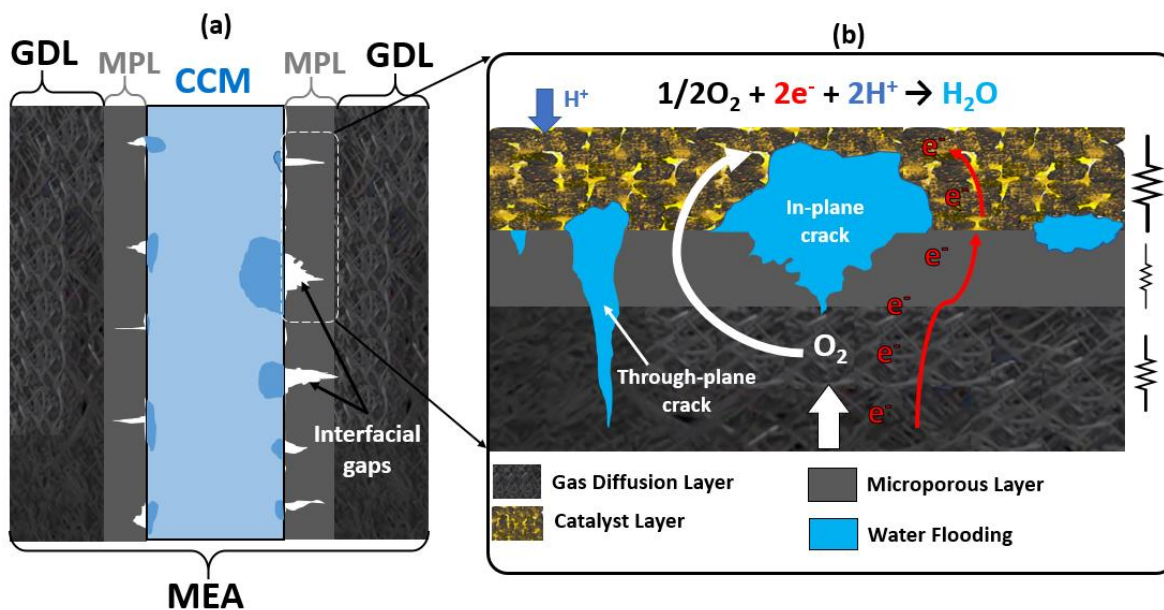 (a)
GDL
MPL
CCM
MPL
GDL
Interfacial
gaps
MEA
(b)
H⁺
1/2O₂ + 2e⁻ + 2H⁺ → H₂O
e⁻
e⁻
In-plane
crack
e⁻
e⁻
O₂
e⁻
Through-plane
crack
e⁻
Gas Diffusion Layer
Microporous Layer
Catalyst Layer
Water Flooding